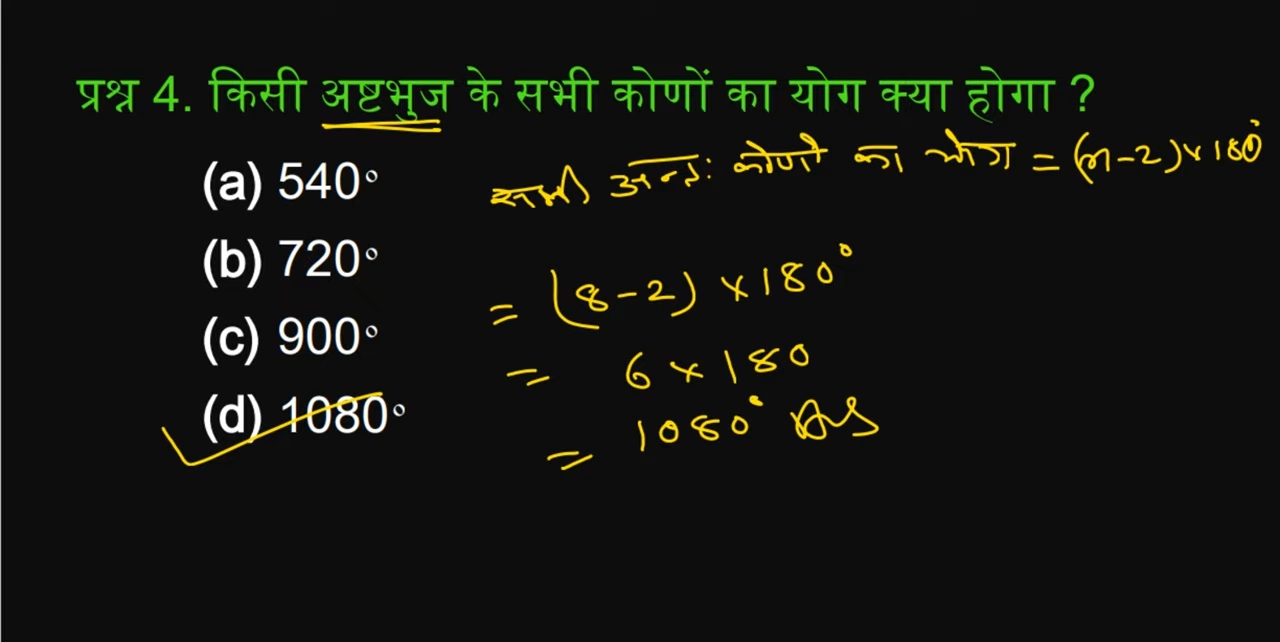 प्रश्न 4. किसी अष्टभुज के सभी कोणों का योग क्या होगा ?
(a) 540°
(b) 720°
(c) 900°
(d) 1080°
सभी अन्तः कोणों का योग = (n-2)×180°
= (8-2) ×180°
= 6 × 180
= 1080° Ans